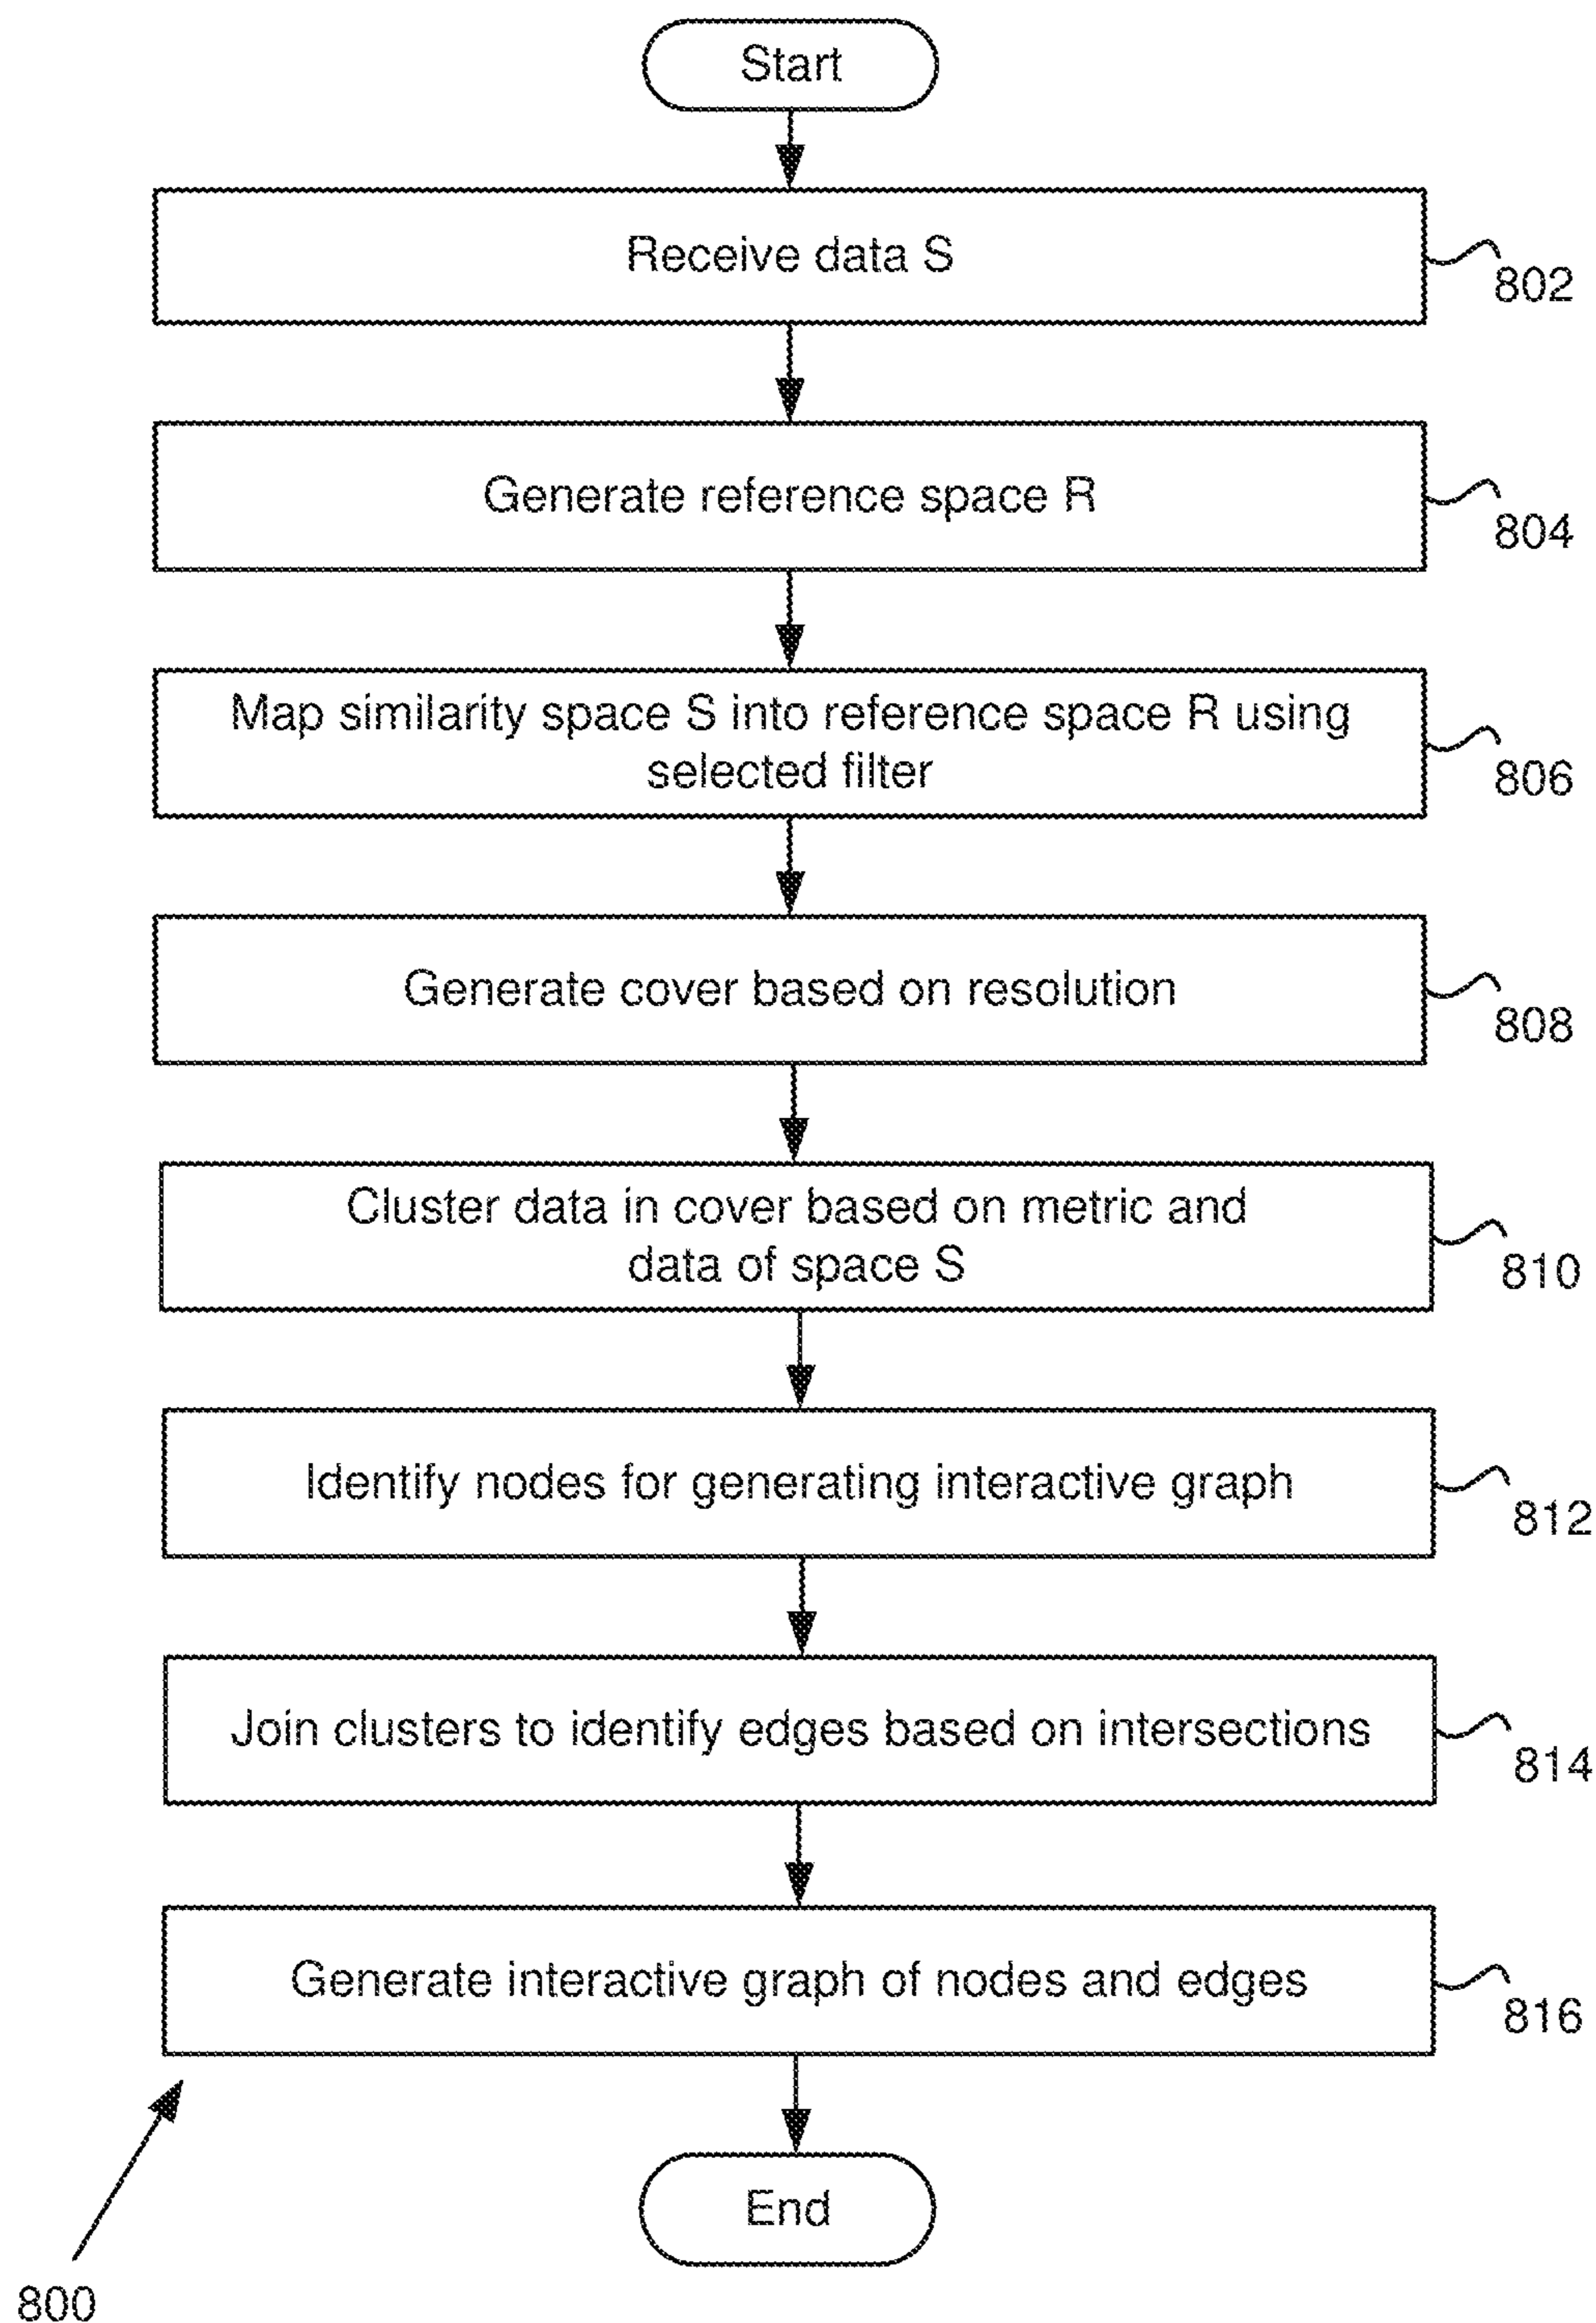 Start
Receive data S
802
Generate reference space R
804
Map similarity space S into reference space R using
selected filter
806
Generate cover based on resolution
808
Cluster data in cover based on metric and
data of space S
810
Identify nodes for generating interactive graph
812
Join clusters to identify edges based on intersections
814
Generate interactive graph of nodes and edges
816
End
800